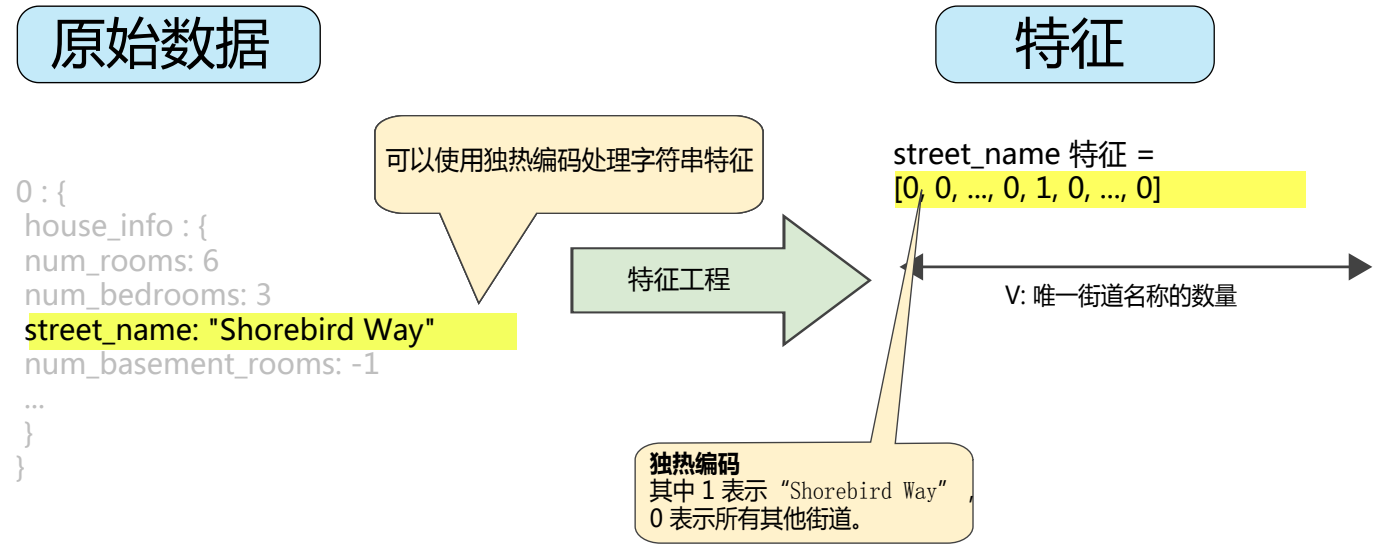 原始数据
特征
可以使用独热编码处理字符串特征
street_name 特征 =
[0, 0, ..., 0, 1, 0, ..., 0]
0 : {
house_info : {
num_rooms: 6
num_bedrooms: 3
street_name: "Shorebird Way"
num_basement_rooms: -1
...
}
}
特征工程
V: 唯一街道名称的数量
独热编码
其中 1 表示“Shorebird Way”,
0 表示所有其他街道。